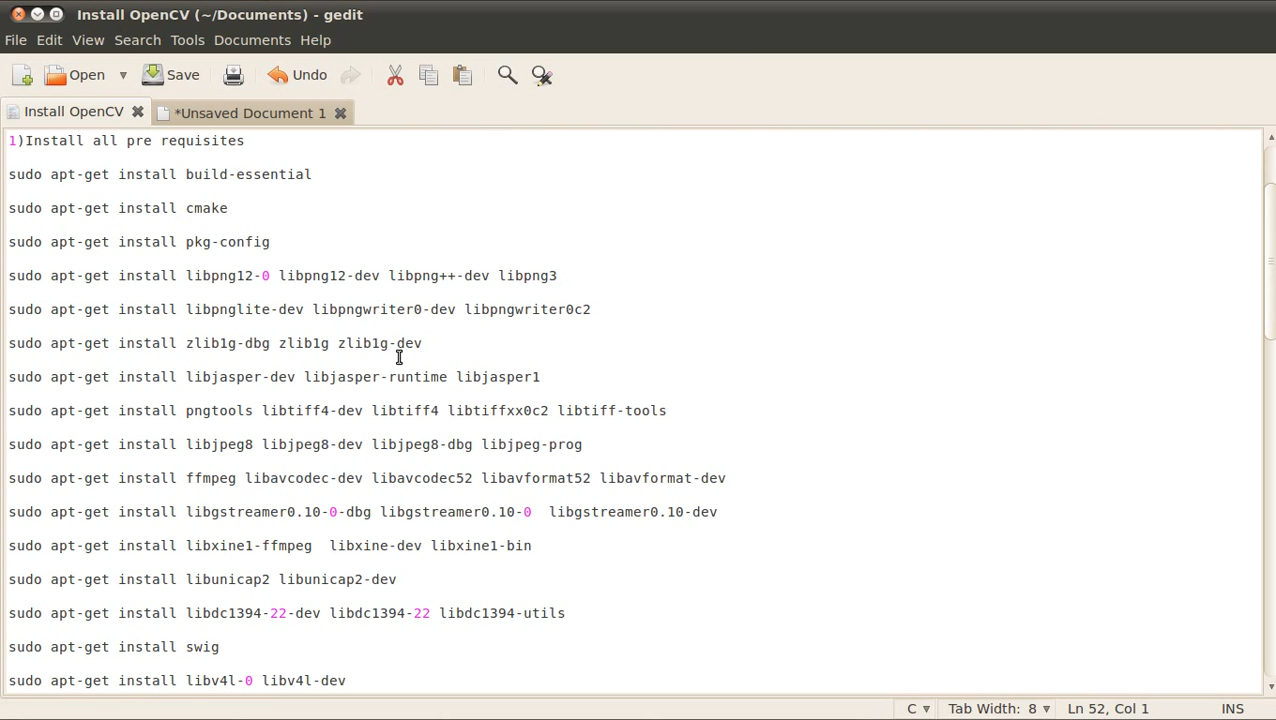 Install OpenCV (~/Documents) - gedit
File Edit View Search Tools Documents Help
Open Save Undo
Install OpenCV *Unsaved Document 1
1)Install all pre requisites
sudo apt-get install build-essential
sudo apt-get install cmake
sudo apt-get install pkg-config
sudo apt-get install libpng12-0 libpng12-dev libpng++-dev libpng3
sudo apt-get install libpnglite-dev libpngwriter0-dev libpngwriter0c2
sudo apt-get install zlib1g-dbg zlib1g zlib1g-dev
sudo apt-get install libjasper-dev libjasper-runtime libjasper1
sudo apt-get install pngtools libtiff4-dev libtiff4 libtiffxx0c2 libtiff-tools
sudo apt-get install libjpeg8 libjpeg8-dev libjpeg8-dbg libjpeg-prog
sudo apt-get install ffmpeg libavcodec-dev libavcodec52 libavformat52 libavformat-dev
sudo apt-get install libgstreamer0.10-0-dbg libgstreamer0.10-0  libgstreamer0.10-dev
sudo apt-get install libxine1-ffmpeg  libxine-dev libxine1-bin
sudo apt-get install libunicap2 libunicap2-dev
sudo apt-get install libdc1394-22-dev libdc1394-22 libdc1394-utils
sudo apt-get install swig
sudo apt-get install libv4l-0 libv4l-dev
C Tab Width: 8 Ln 52, Col 1 INS